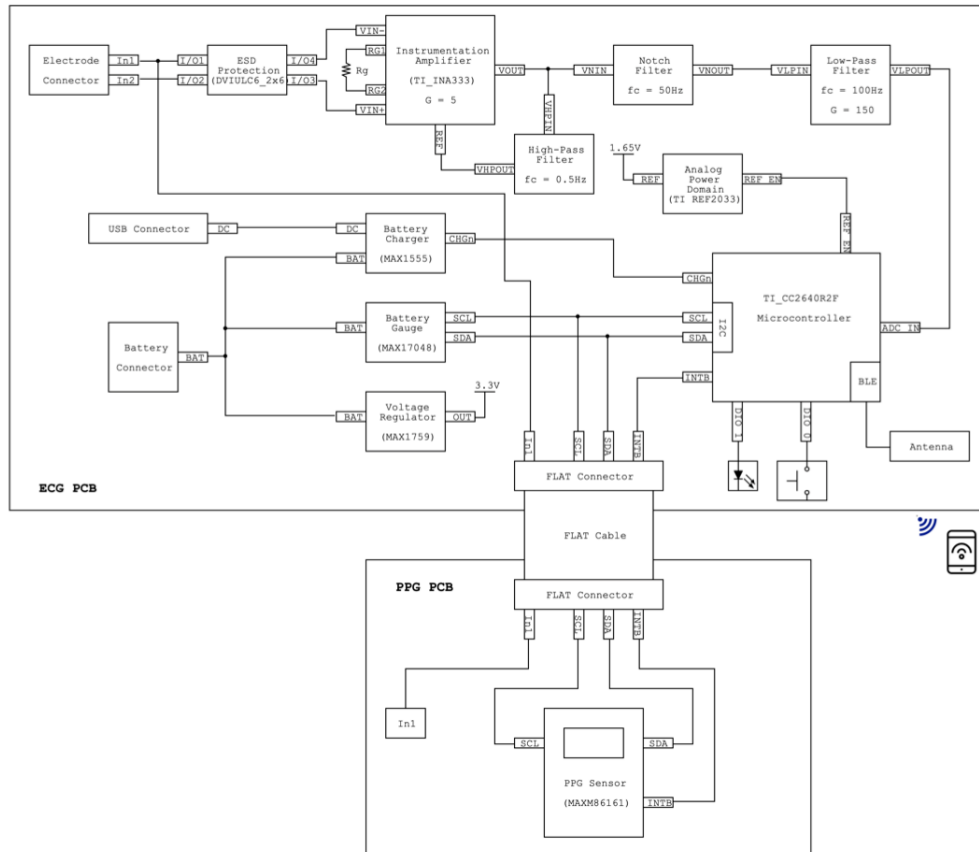 Electrode
Connector
In1
In2
I/O1
I/O2
ESD
Protection
(DVIULC6_2x6)
I/O4
I/O3
VIN-
RG1
Rg
RG2
VIN+
Instrumentation
Amplifier
(TI_INA333)
G = 5
REF
VOUT
VHPIN
VHPOUT
High-Pass
Filter
fc = 0.5Hz
VNIN
Notch
Filter
fc = 50Hz
VNOUT
VLPIN
Low-Pass
Filter
fc = 100Hz
G = 150
VLPOUT
1.65V
REF
Analog
Power
Domain
(TI REF2033)
REF EN
REF EN
USB Connector
DC
DC
BAT
Battery
Charger
(MAX1555)
CHGn
Battery
Connector
BAT
BAT
Battery
Gauge
(MAX17048)
SCL
SDA
BAT
Voltage
Regulator
(MAX1759)
OUT
3.3V
CHGn
SCL
SDA
I2C
INTB
TI_CC2640R2F
Microcontroller
ADC IN
BLE
DIO 1
DIO 0
Antenna
In1
SCL
SDA
INTB
FLAT Connector
ECG PCB
FLAT Cable
PPG PCB
FLAT Connector
In1
SCL
SDA
INTB
In1
SCL
SDA
PPG Sensor
(MAXM86161)
INTB